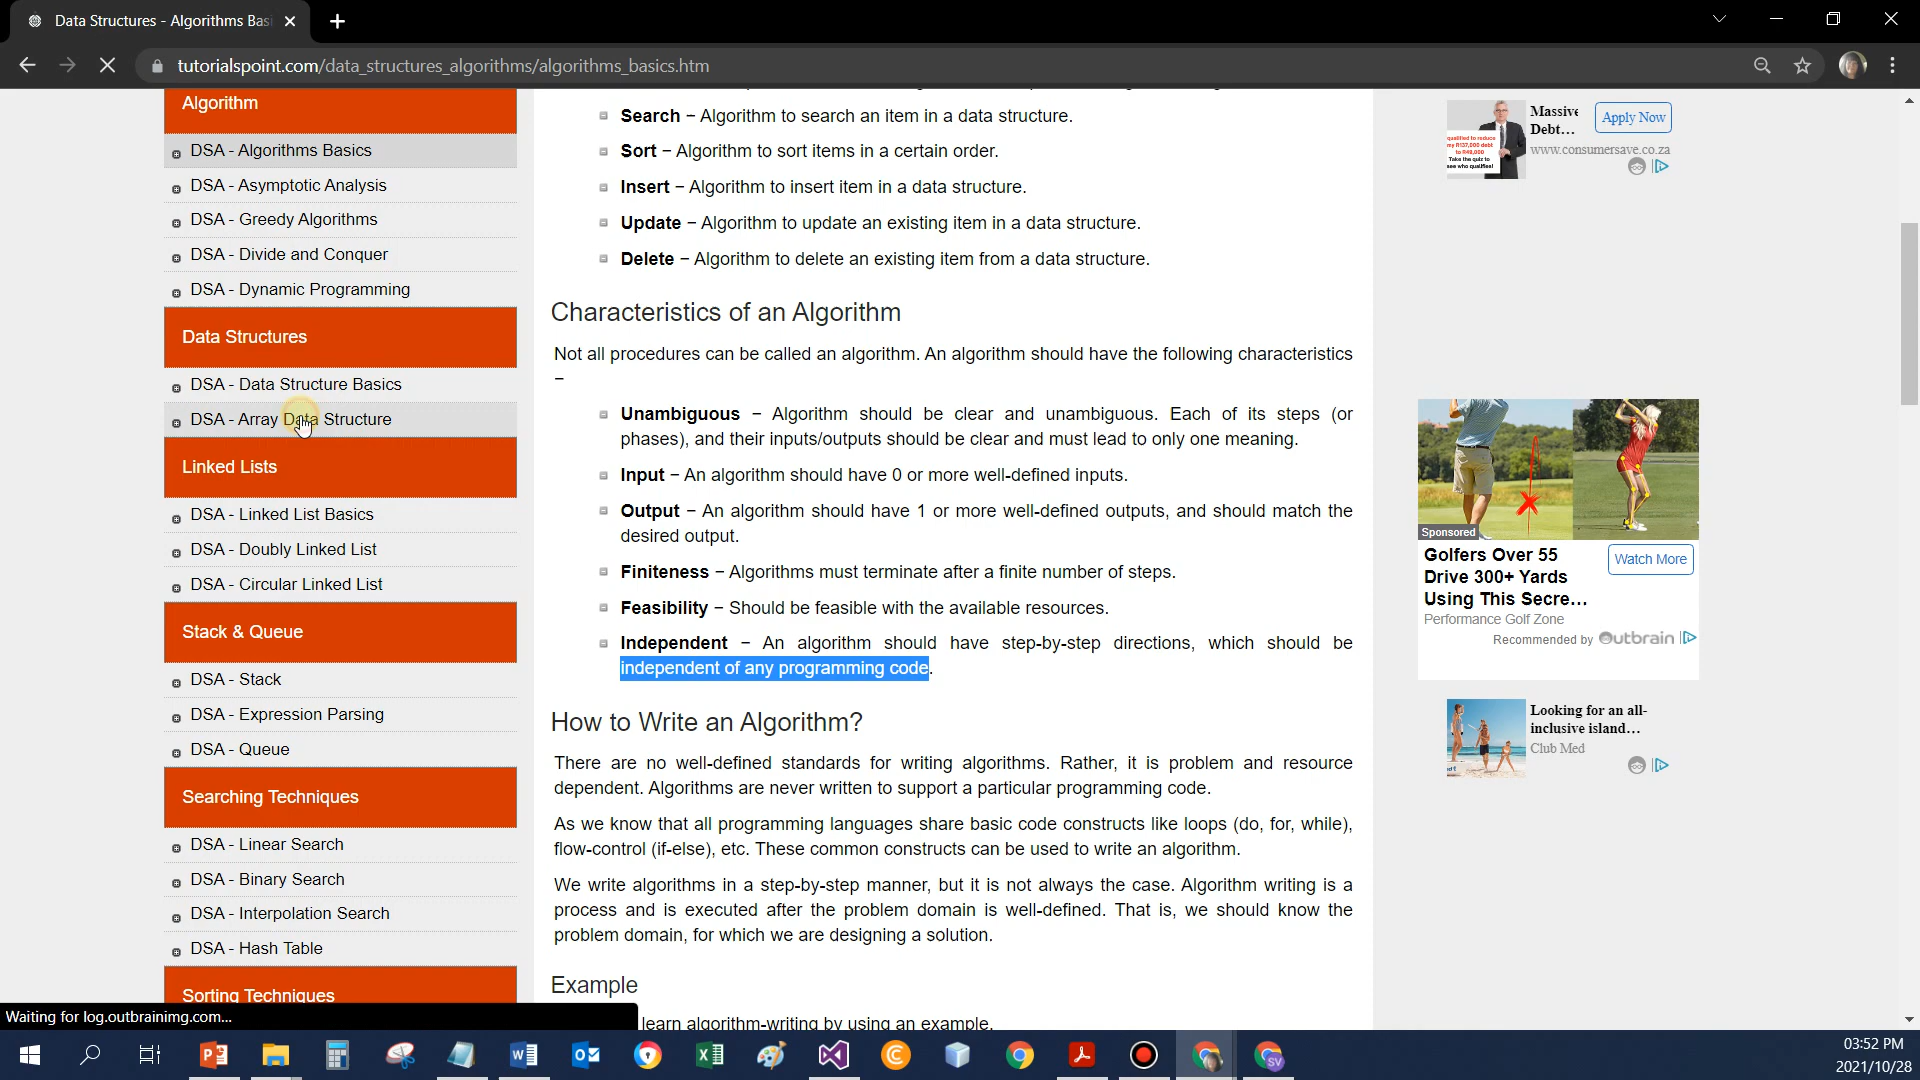 Data Structures - Algorithms Bas
tutorialspoint.com/data_structures_algorithms/algorithms_basics.htm
Algorithm
DSA - Algorithms Basics
DSA - Asymptotic Analysis
DSA - Greedy Algorithms
DSA - Divide and Conquer
DSA - Dynamic Programming
Data Structures
DSA - Data Structure Basics
DSA - Array Data Structure
Linked Lists
DSA - Linked List Basics
DSA - Doubly Linked List
DSA - Circular Linked List
Stack & Queue
DSA - Stack
DSA - Expression Parsing
DSA - Queue
Searching Techniques
DSA - Linear Search
DSA - Binary Search
DSA - Interpolation Search
DSA - Hash Table
Sorting Techniques
Search − Algorithm to search an item in a data structure.
Sort − Algorithm to sort items in a certain order.
Insert − Algorithm to insert item in a data structure.
Update − Algorithm to update an existing item in a data structure.
Delete − Algorithm to delete an existing item from a data structure.
Characteristics of an Algorithm
Not all procedures can be called an algorithm. An algorithm should have the following characteristics
−
Unambiguous − Algorithm should be clear and unambiguous. Each of its steps (or
phases), and their inputs/outputs should be clear and must lead to only one meaning.
Input − An algorithm should have 0 or more well-defined inputs.
Output − An algorithm should have 1 or more well-defined outputs, and should match the
desired output.
Finiteness − Algorithms must terminate after a finite number of steps.
Feasibility − Should be feasible with the available resources.
Independent − An algorithm should have step-by-step directions, which should be
independent of any programming code.
How to Write an Algorithm?
There are no well-defined standards for writing algorithms. Rather, it is problem and resource
dependent. Algorithms are never written to support a particular programming code.
As we know that all programming languages share basic code constructs like loops (do, for, while),
flow-control (if-else), etc. These common constructs can be used to write an algorithm.
We write algorithms in a step-by-step manner, but it is not always the case. Algorithm writing is a
process and is executed after the problem domain is well-defined. That is, we should know the
problem domain, for which we are designing a solution.
Example
learn algorithm-writing by using an example.
qualified to reduce
my R137,000 debt
to R48,000
Take the quiz to
see who qualifies!
Massive
Debt...
Apply Now
www.consumersave.co.za
Sponsored
Golfers Over 55
Drive 300+ Yards
Using This Secre...
Watch More
Performance Golf Zone
Recommended by Outbrain
Looking for an all-
inclusive island...
Club Med
Waiting for log.outbrainimg.com...
SV
03:52 PM
2021/10/28